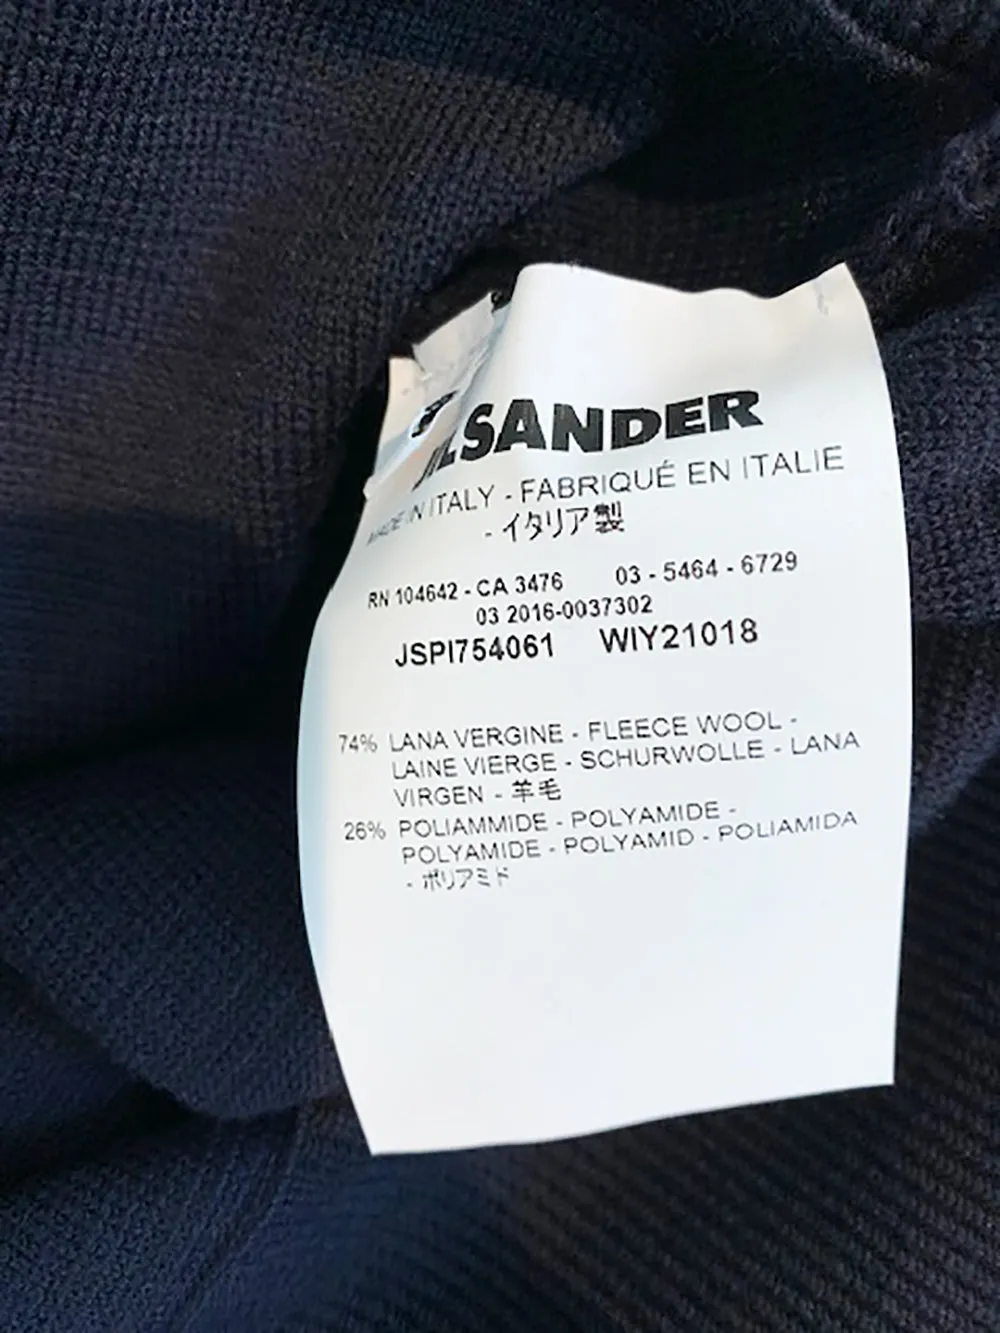 JIL SANDER
MADE IN ITALY - FABRIQUÉ EN ITALIE
- イタリア製
RN 104642 - CA 3476 03 - 5464 - 6729
03 2016-0037302
JSPI754061 WIY21018
74% LANA VERGINE - FLEECE WOOL -
LAINE VIERGE - SCHURWOLLE - LANA
VIRGEN - 羊毛
26% POLIAMMIDE - POLYAMIDE -
POLYAMIDE - POLYAMID - POLIAMIDA
- ポリアミド